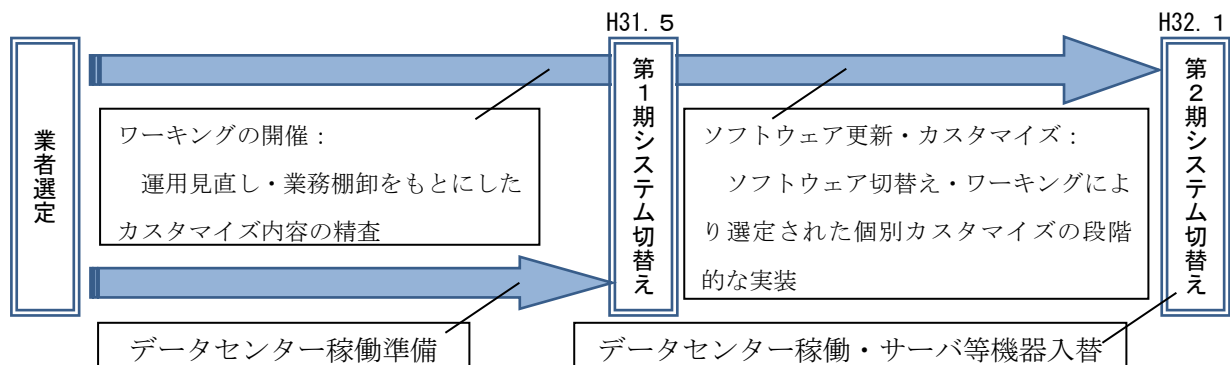 H31.５
H32.１
業者選定
ワーキングの開催：
運用見直し・業務棚卸をもとにした
カスタマイズ内容の精査
第１期システム切替え
ソフトウェア更新・カスタマイズ：
ソフトウェア切替え・ワーキングによ
り選定された個別カスタマイズの段階
的な実装
第２期システム切替え
データセンター稼働準備
データセンター稼働・サーバ等機器入替